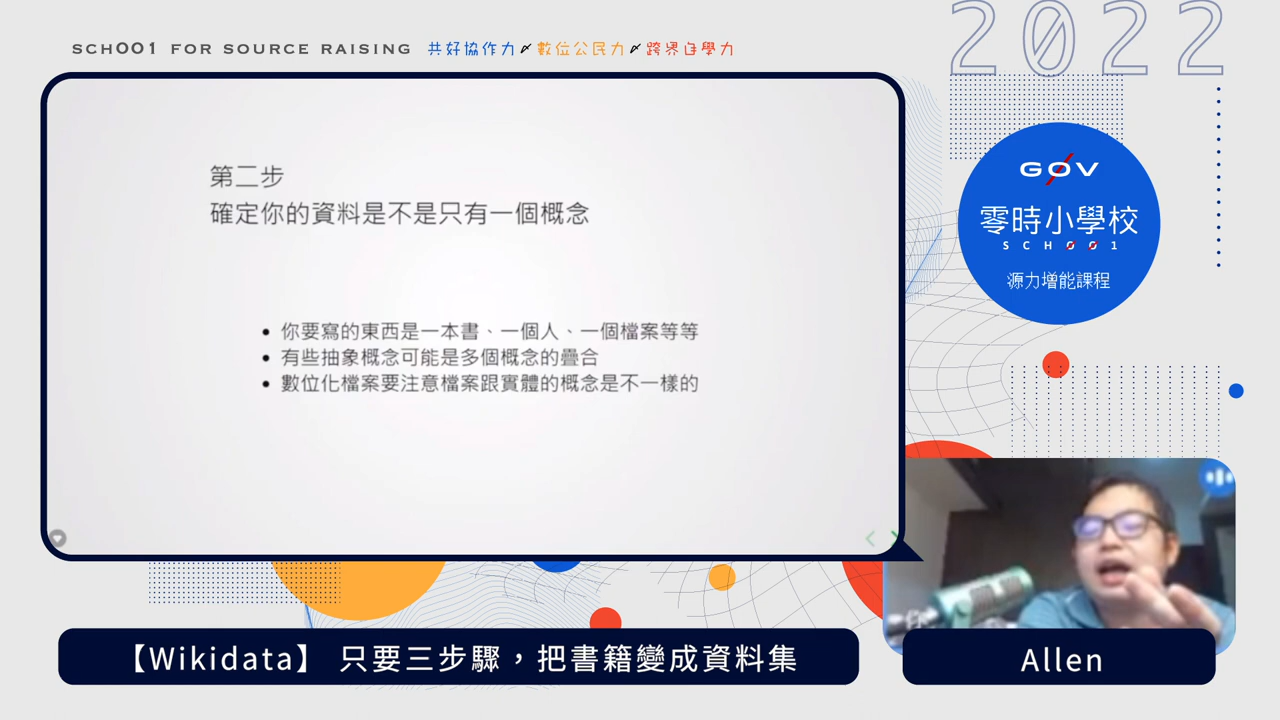 SCHOO1 FOR SOURCE RAISING 共好協作力 數位公民力 跨界自學力
2022
第二步
確定你的資料是不是只有一個概念
• 你要寫的東西是一本書、一個人、一個檔案等等
• 有些抽象概念可能是多個概念的疊合
• 數位化檔案要注意檔案跟實體的概念是不一樣的
G0V
零時小學校
SCH001
源力增能課程
【Wikidata】 只要三步驟，把書籍變成資料集
Allen